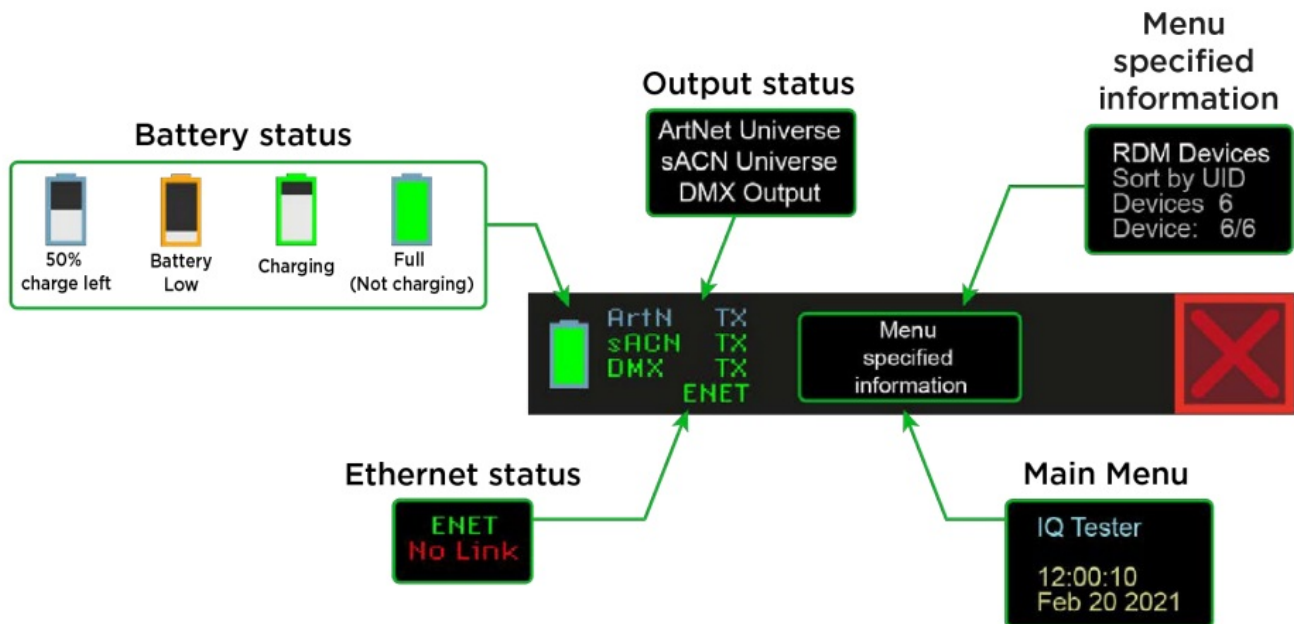 Menu
specified
information
Output status
ArtNet Universe
sACN Universe
DMX Output
RDM Devices
Sort by UID
Devices 6
Device: 6/6
Battery status
50%
charge left
Battery
Low
Charging
Full
(Not charging)
ArtN TX
sACN TX
DMX TX
ENET
Menu
specified
information
Ethernet status
ENET
No Link
Main Menu
IQ Tester
12:00:10
Feb 20 2021